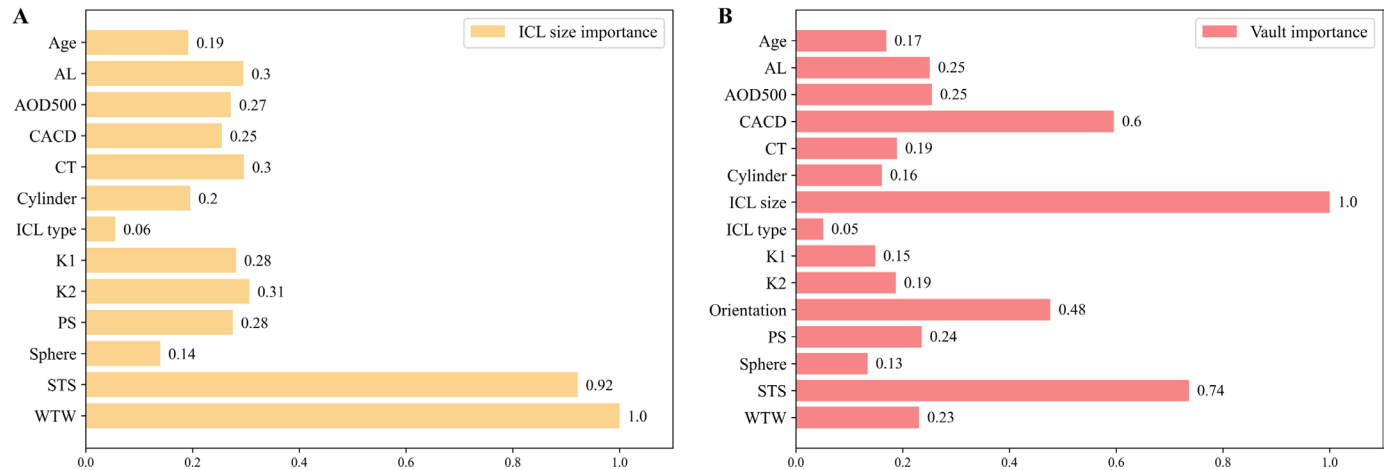 A
ICL size importance
Age 0.19
AL 0.3
AOD500 0.27
CACD 0.25
CT 0.3
Cylinder 0.2
ICL type 0.06
K1 0.28
K2 0.31
PS 0.28
Sphere 0.14
STS 0.92
WTW 1.0
0.0 0.2 0.4 0.6 0.8 1.0
B
Vault importance
Age 0.17
AL 0.25
AOD500 0.25
CACD 0.6
CT 0.19
Cylinder 0.16
ICL size 1.0
ICL type 0.05
K1 0.15
K2 0.19
Orientation 0.48
PS 0.24
Sphere 0.13
STS 0.74
WTW 0.23
0.0 0.2 0.4 0.6 0.8 1.0